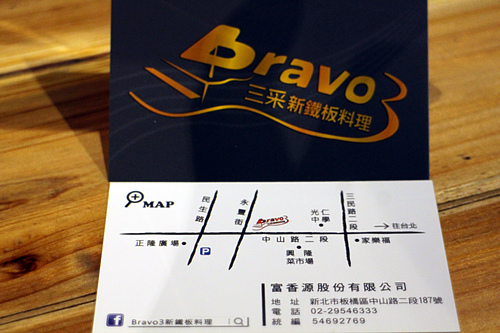 Bravo3
三采新鐵板料理
MAP
民生路
永豐街
Bravo3
光仁中學
三民路二段
→往台北
正隆廣場
P
中山路二段
家樂福
興隆菜市場
富香源股份有限公司
地址 新北市板橋區中山路二段187號
電話 02-29546333
統編 54692769
f Bravo3新鐵板料理